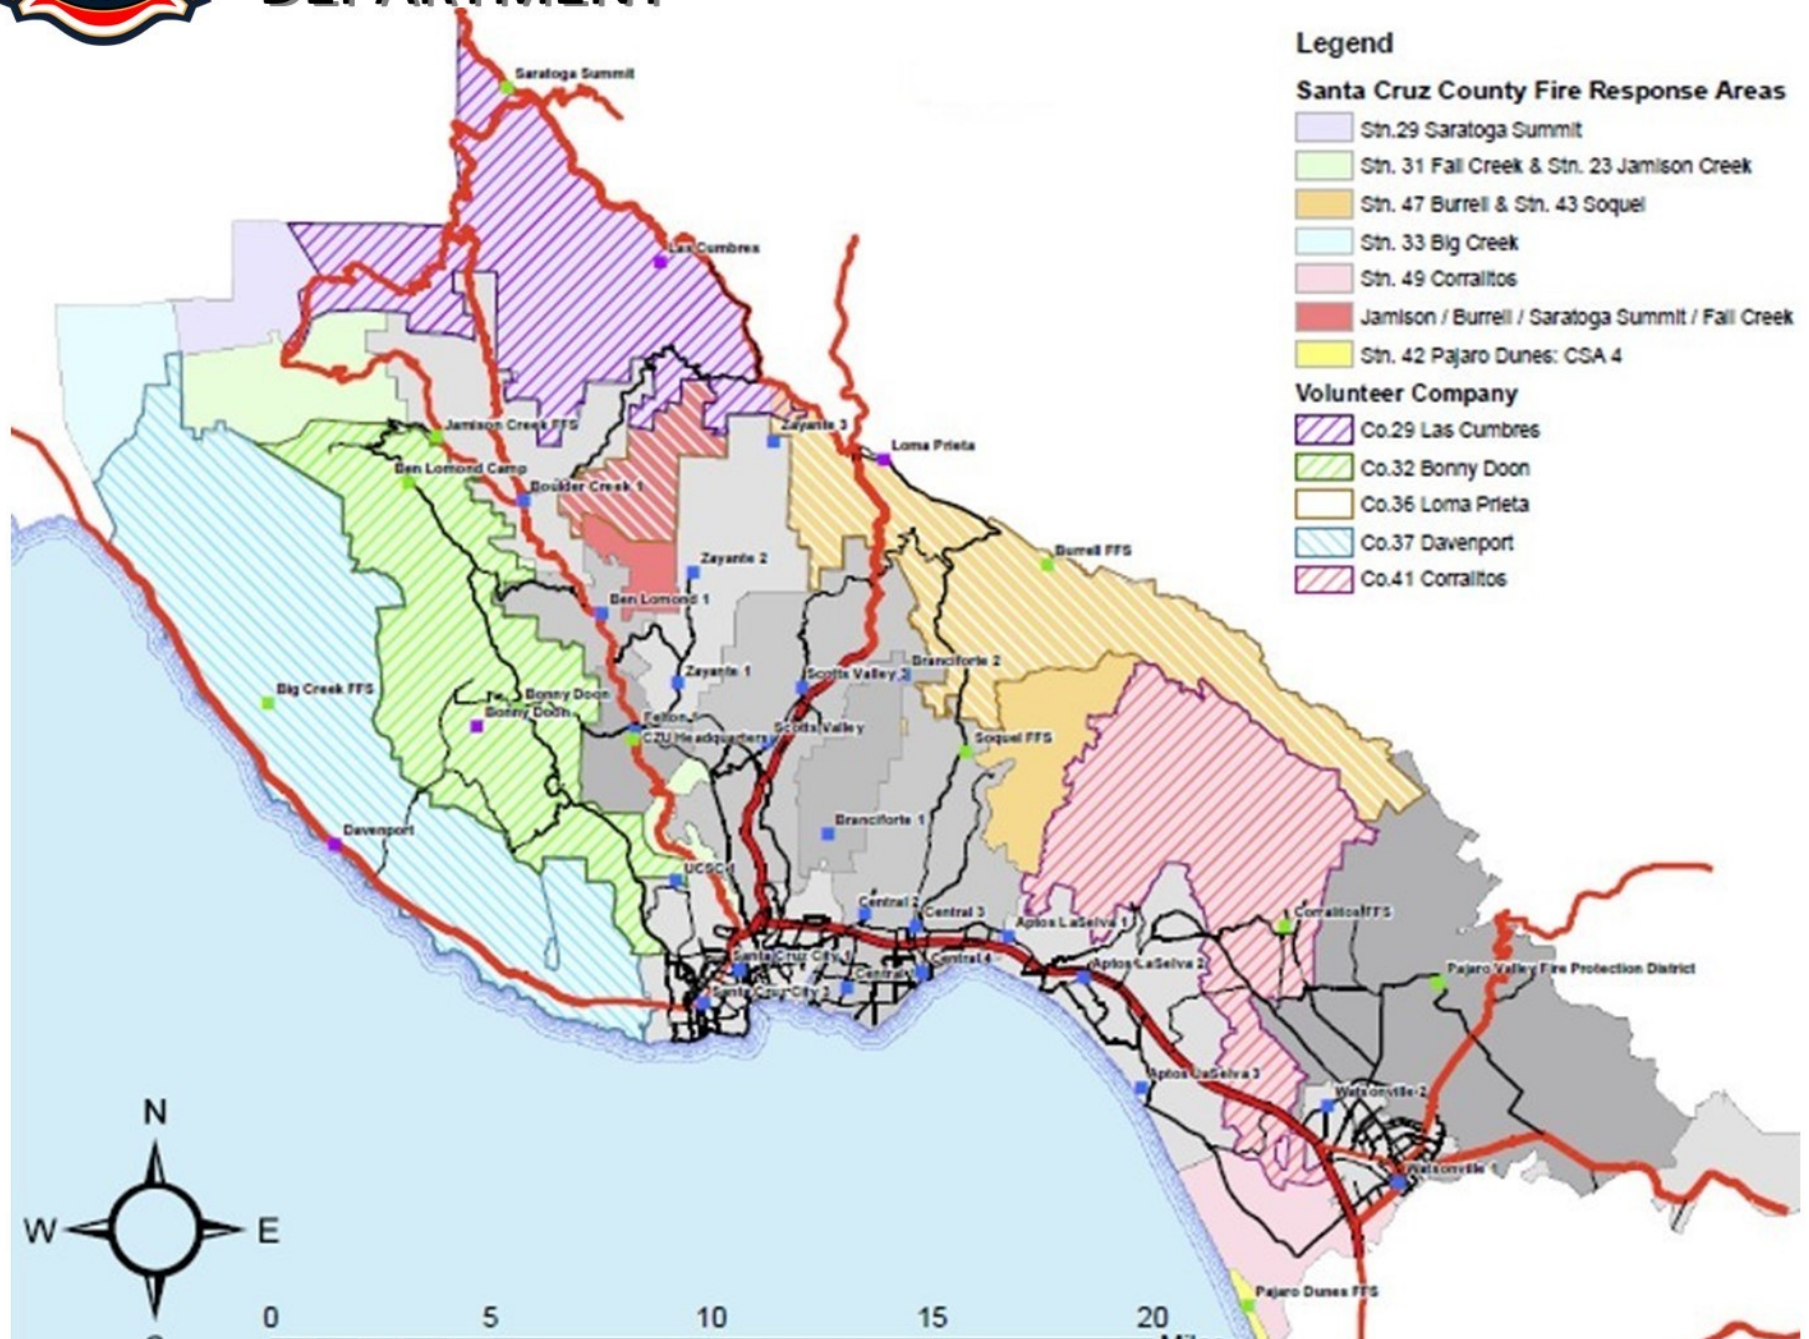 DEPARTMENT
Legend
Santa Cruz County Fire Response Areas
Stn.29 Saratoga Summit
Stn. 31 Fall Creek & Stn. 23 Jamison Creek
Stn. 47 Burrell & Stn. 43 Soquel
Stn. 33 Big Creek
Stn. 49 Corralitos
Jamison / Burrell / Saratoga Summit / Fall Creek
Stn. 42 Pajaro Dunes: CSA 4
Volunteer Company
Co.29 Las Cumbres
Co.32 Bonny Doon
Co.36 Loma Prieta
Co.37 Davenport
Co.41 Corralitos
Saratoga Summit
Las Cumbres
Jamison Creek FFS
Zayante 3
Loma Prieta
Ben Lomond Camp
Boulder Creek 1
Burrell FFS
Zayante 2
Ben Lomond 1
Branciforte 2
Zayante 1
Scotts Valley
Big Creek FFS
Bonny Doon
Bonny Doon
Felton
Scotts Valley
CZU Headquarters
Soquel FFS
Davenport
Branciforte 1
UCSC 1
Central 2
Central 3
Aptos LaSelva 1
Corralitos FFS
Santa Cruz City 1
Central 4
Aptos LaSelva 2
Pajaro Valley Fire Protection District
Central
Santa Cruz City 3
Aptos LaSelva 3
Watsonville 2
Watsonville 1
Pajaro Dunes FFS
N
W
E
0 5 10 15 20